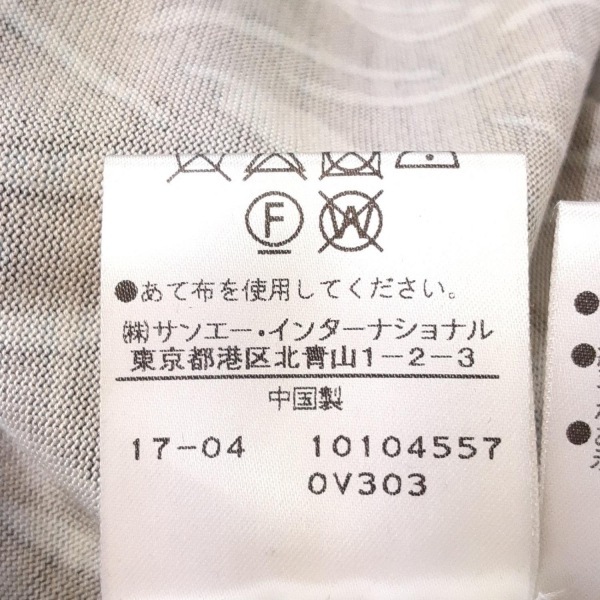 F
W
●あて布を使用してください。
㈱サンエー・インターナショナル
東京都港区北青山1-2-3
中国製
17-04 10104557
0V303